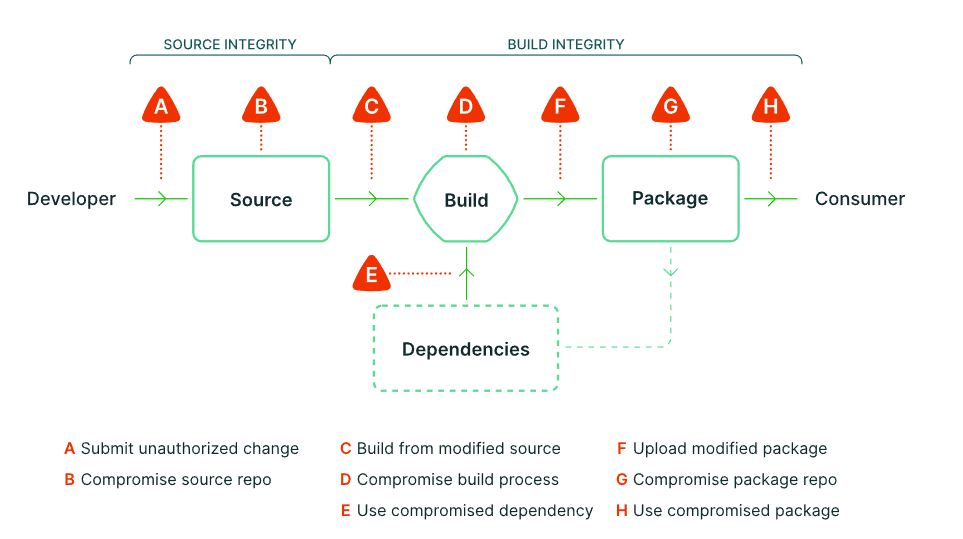 SOURCE INTEGRITY
BUILD INTEGRITY
A
B
C
D
F
G
H
Developer
Source
Build
Package
Consumer
E
Dependencies
A Submit unauthorized change
B Compromise source repo
C Build from modified source
D Compromise build process
E Use compromised dependency
F Upload modified package
G Compromise package repo
H Use compromised package